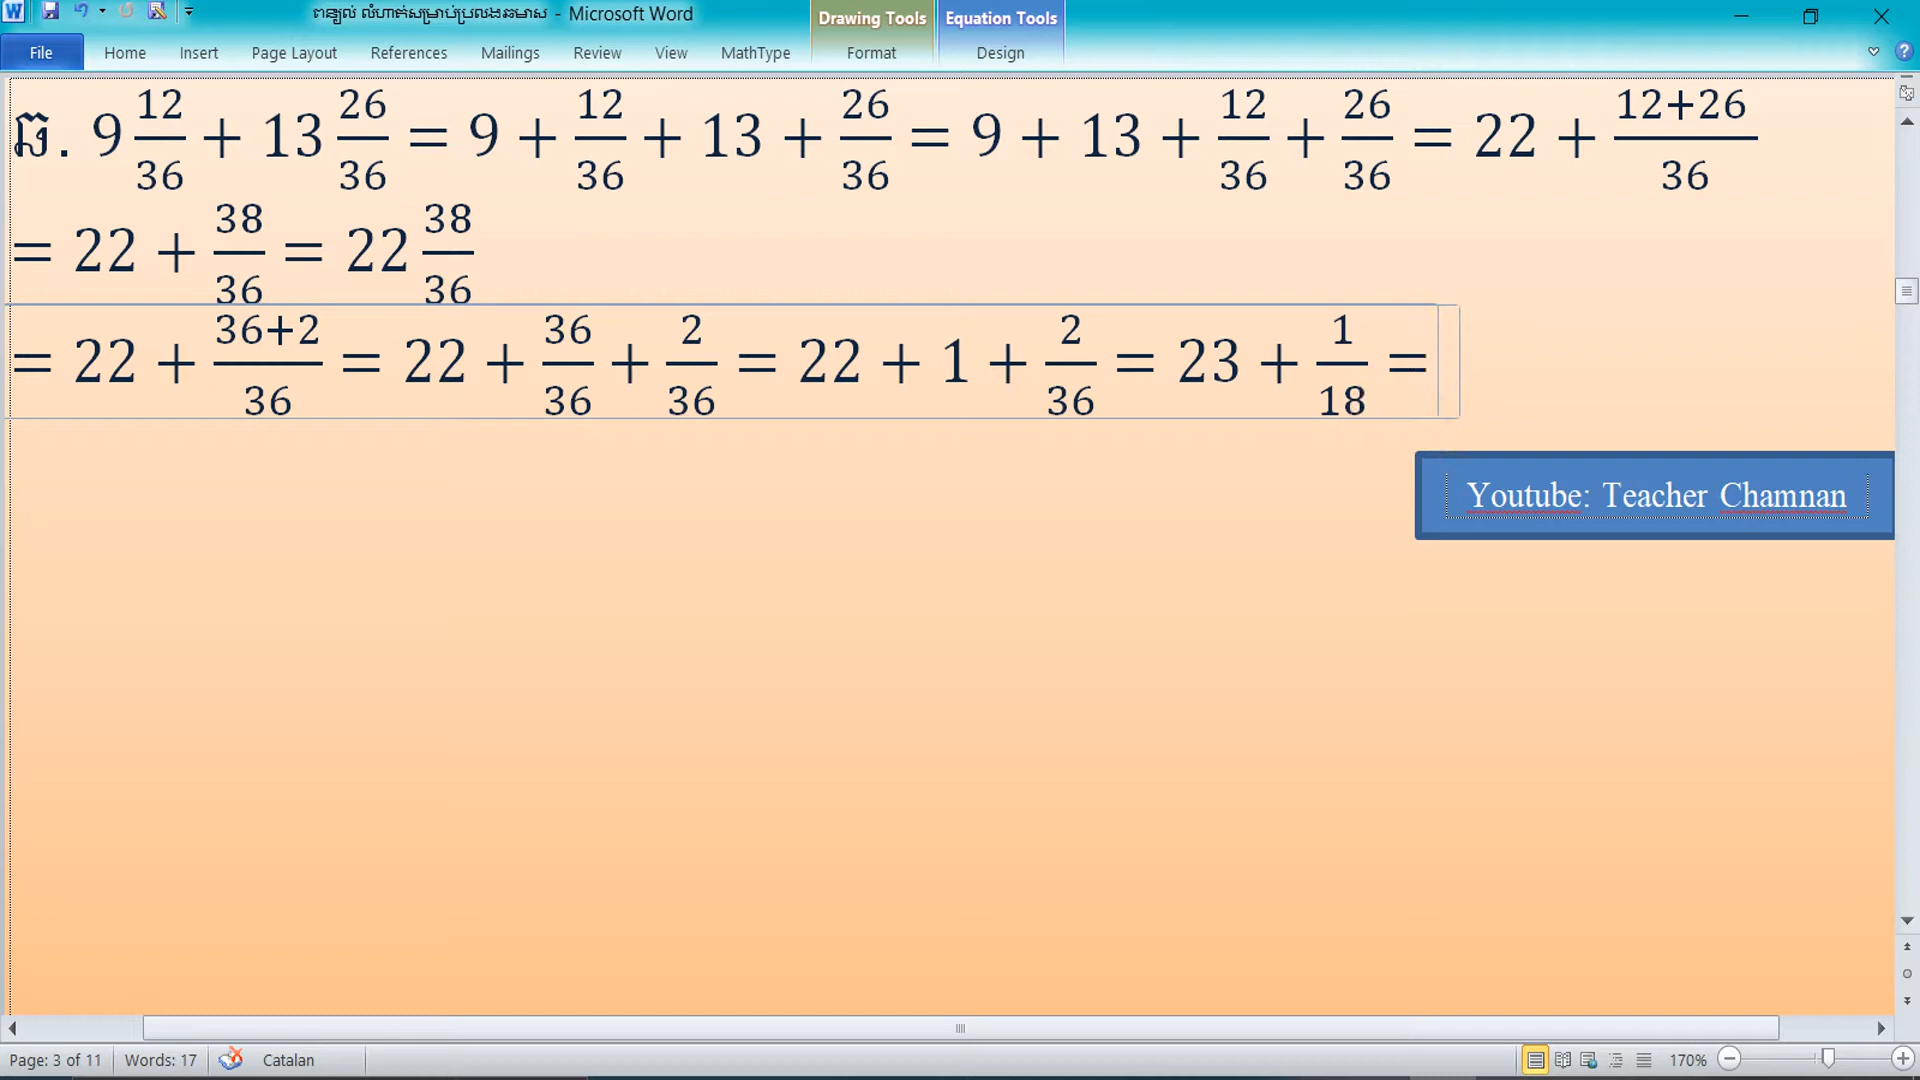 ពន្យល់ លំហាត់សម្រាប់ប្រលងឆមាស - Microsoft Word
Drawing Tools Equation Tools
File Home Insert Page Layout References Mailings Review View MathType Format Design
9 12/36 + 13 26/36 = 9 + 12/36 + 13 + 26/36 = 9 + 13 + 12/36 + 26/36 = 22 + 12+26/36
= 22 + 38/36 = 22 38/36
= 22 + 36+2/36 = 22 + 36/36 + 2/36 = 22 + 1 + 2/36 = 23 + 1/18 =
Youtube: Teacher Chamnan
Page: 3 of 11 Words: 17 Catalan 170%